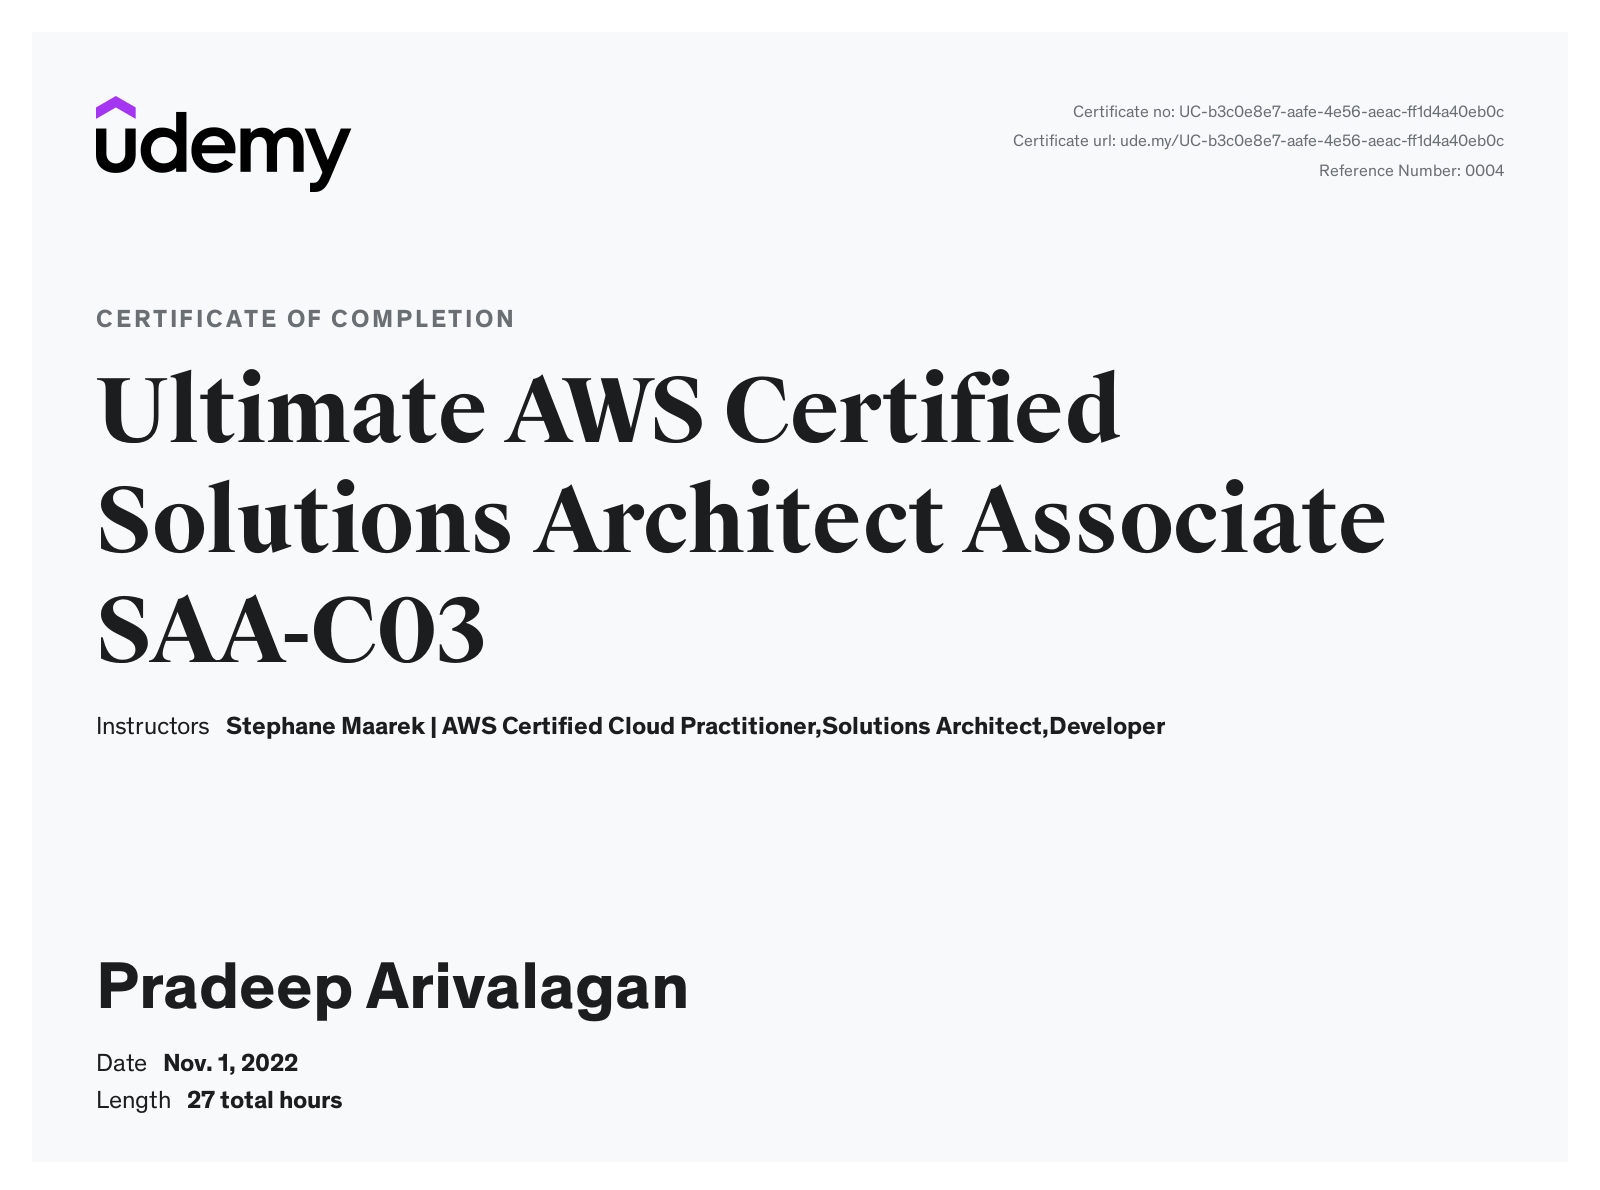 udemy
Certificate no: UC-b3c0e8e7-aafe-4e56-aeac-ff1d4a40eb0c
Certificate url: ude.my/UC-b3c0e8e7-aafe-4e56-aeac-ff1d4a40eb0c
Reference Number: 0004
CERTIFICATE OF COMPLETION
Ultimate AWS Certified
Solutions Architect Associate
SAA-C03
Instructors Stephane Maarek | AWS Certified Cloud Practitioner,Solutions Architect,Developer
Pradeep Arivalagan
Date Nov. 1, 2022
Length 27 total hours